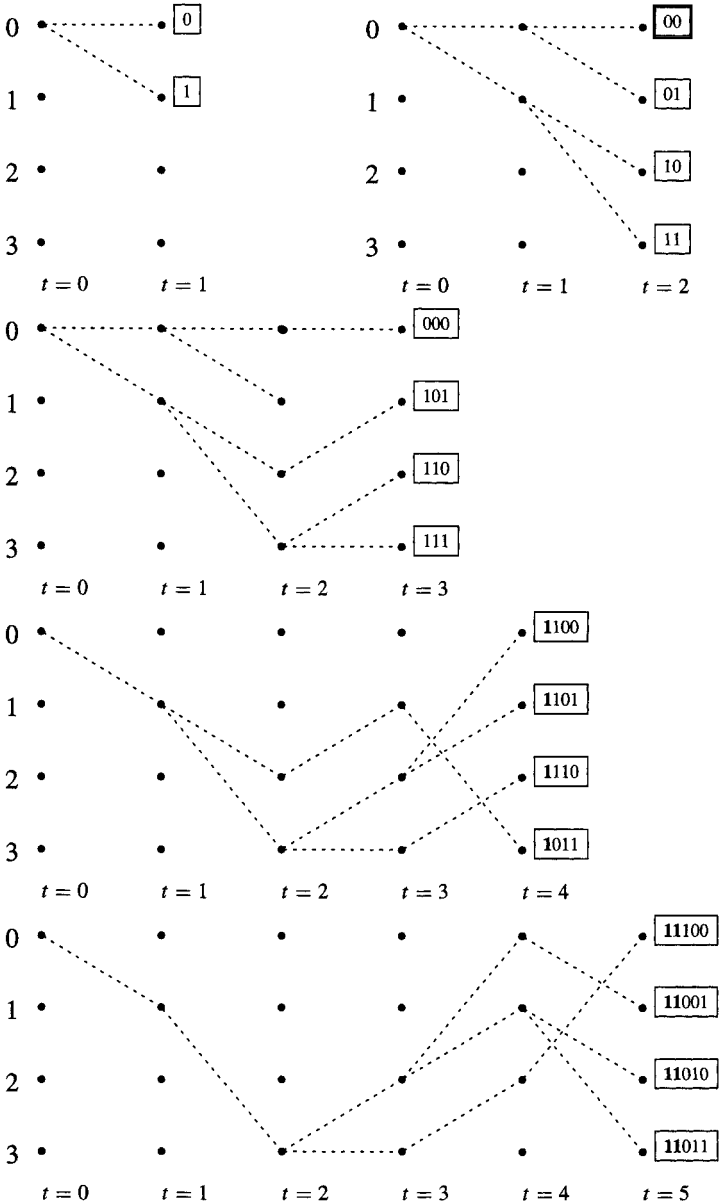 0 0 0 00
1 1 1 01
2 2 10
3 3 11
t = 0 t = 1 t = 0 t = 1 t = 2
0 000
1 101
2 110
3 111
t = 0 t = 1 t = 2 t = 3
0 1100
1 1101
2 1110
3 1011
t = 0 t = 1 t = 2 t = 3 t = 4
0 11100
1 11001
2 11010
3 11011
t = 0 t = 1 t = 2 t = 3 t = 4 t = 5